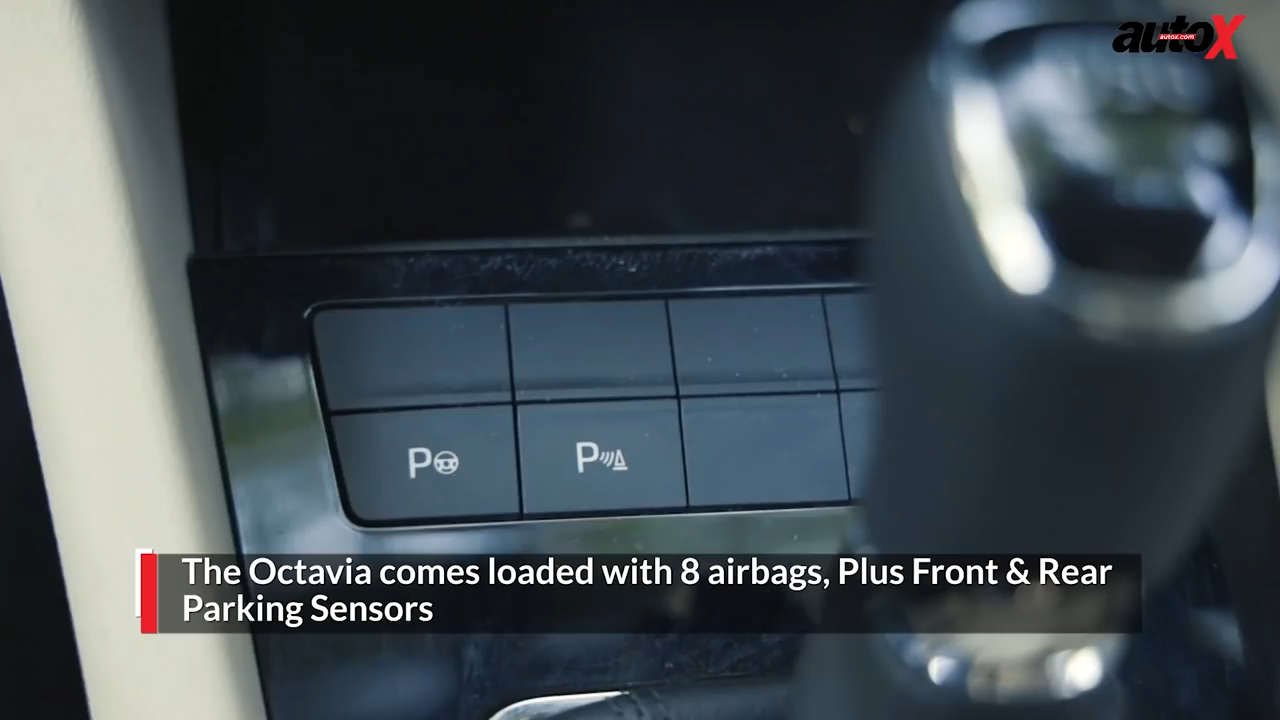 autoX
autox.com
P
P
The Octavia comes loaded with 8 airbags, Plus Front & Rear
Parking Sensors